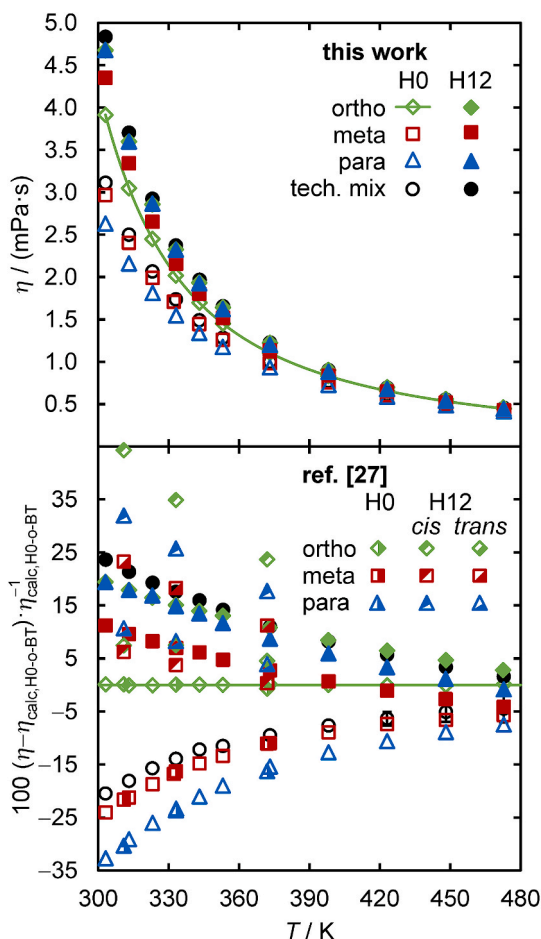 5.0
4.5
4.0
3.5
3.0
2.5
2.0
1.5
1.0
0.5
η / (mPa·s)
this work
H0 H12
ortho
meta
para
tech. mix
35
25
15
5
-5
-15
-25
-35
100 (η−η_calc,H0-o-BT)·η⁻¹_calc,H0-o-BT
ref. [27]
H0 H12
cis trans
ortho
meta
para
300 330 360 390 420 450 480
T / K